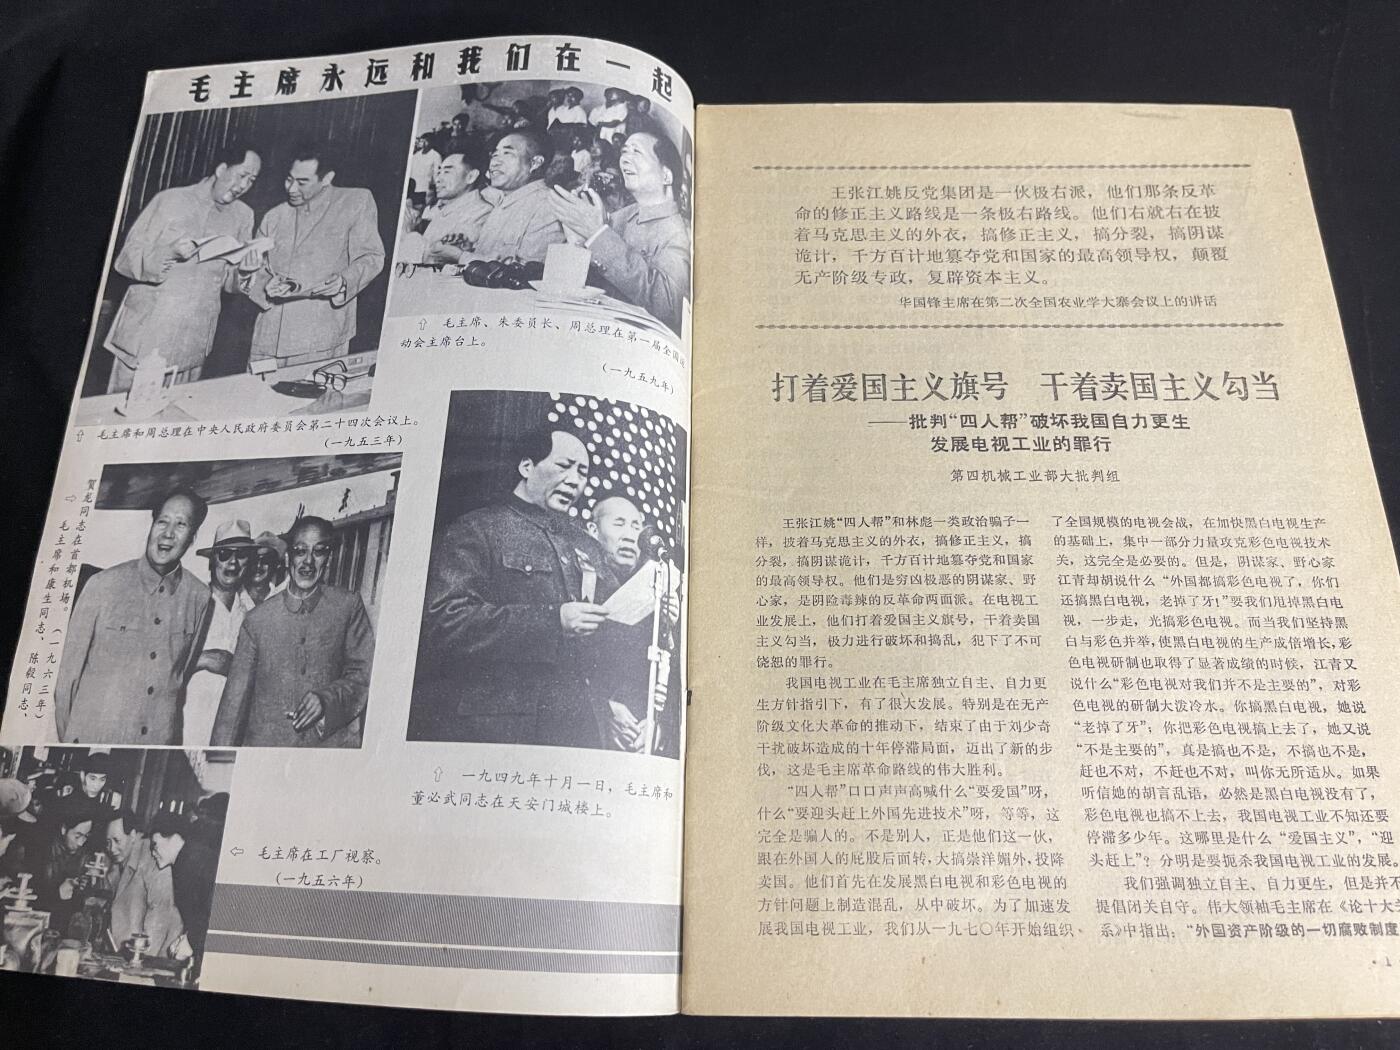 毛主席永远和我们在一起
⇧ 毛主席和周总理在中央人民政府委员会第二十四次会议上。
(一九五三年)
⇧ 毛主席、朱委员长、周总理在第一届全国运
动会主席台上。
(一九五九年)
⇨ 毛主席和康生同志、陈毅同志、
贺龙同志在首都机场。 (一九六三年)
⇧ 一九四九年十月一日，毛主席和
董必武同志在天安门城楼上。
⇦ 毛主席在工厂视察。
(一九五六年)
王张江姚反党集团是一伙极右派，他们那条反革
命的修正主义路线是一条极右路线。他们右就右在披
着马克思主义的外衣，搞修正主义，搞分裂，搞阴谋
诡计，千方百计地篡夺党和国家的最高领导权，颠覆
无产阶级专政，复辟资本主义。
华国锋主席在第二次全国农业学大寨会议上的讲话
打着爱国主义旗号 干着卖国主义勾当
——批判“四人帮”破坏我国自力更生
发展电视工业的罪行
第四机械工业部大批判组
王张江姚“四人帮”和林彪一类政治骗子一
样，披着马克思主义的外衣，搞修正主义，搞
分裂，搞阴谋诡计，千方百计地篡夺党和国家
的最高领导权。他们是穷凶极恶的阴谋家、野
心家，是阴险毒辣的反革命两面派。在电视工
业发展上，他们打着爱国主义旗号，干着卖国
主义勾当，极力进行破坏和捣乱，犯下了不可
饶恕的罪行。
我国电视工业在毛主席独立自主、自力更
生方针指引下，有了很大发展。特别是在无产
阶级文化大革命的推动下，结束了由于刘少奇
干扰破坏造成的十年停滞局面，迈出了新的步
伐，这是毛主席革命路线的伟大胜利。
“四人帮”口口声声高喊什么“要爱国”呀，
什么“要迎头赶上外国先进技术”呀，等等，这
完全是骗人的。不是别人，正是他们这一伙，
跟在外国人的屁股后面转，大搞崇洋媚外，投降
卖国。他们首先在发展黑白电视和彩色电视的
方针问题上制造混乱，从中破坏。为了加速发
展我国电视工业，我们从一九七〇年开始组织
了全国规模的电视会战，在加快黑白电视生产
的基础上，集中一部分力量攻克彩色电视技术
关，这完全是必要的。但是，阴谋家、野心家
江青却胡说什么“外国都搞彩色电视了，你们
还搞黑白电视，老掉了牙!”要我们甩掉黑白电
视，一步走，光搞彩色电视。而当我们坚持黑
白与彩色并举，使黑白电视的生产成倍增长，彩
色电视研制也取得了显著成绩的时候，江青又
说什么“彩色电视对我们并不是主要的”，对彩
色电视的研制大泼冷水。你搞黑白电视，她说
“老掉了牙”；你把彩色电视搞上去了，她又说
“不是主要的”，真是搞也不是，不搞也不是，
赶也不对，不赶也不对，叫你无所适从。如果
听信她的胡言乱语，必然是黑白电视没有了，
彩色电视也搞不上去，我国电视工业不知还要
停滞多少年。这哪里是什么“爱国主义”，“迎
头赶上”？分明是要扼杀我国电视工业的发展。
我们强调独立自主、自力更生，但是并不
提倡闭关自守。伟大领袖毛主席在《论十大关
系》中指出：“外国资产阶级的一切腐败制度
· 1